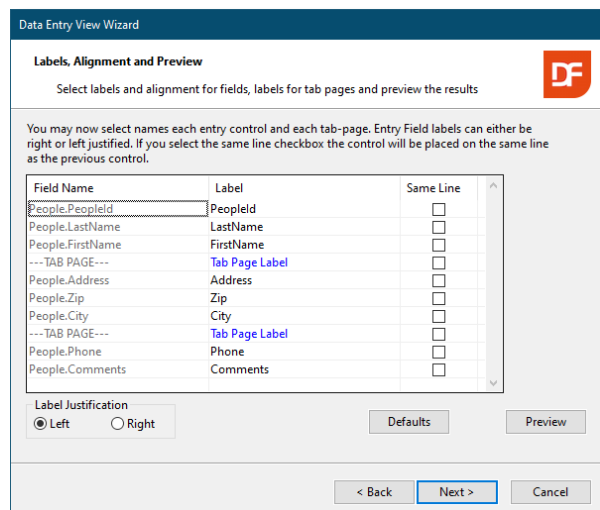 Data Entry View Wizard
Labels, Alignment and Preview
Select labels and alignment for fields, labels for tab pages and preview the results
DF
You may now select names each entry control and each tab-page. Entry Field labels can either be
right or left justified. If you select the same line checkbox the control will be placed on the same line
as the previous control.
Field Name Label Same Line
People.PeopleId PeopleId
People.LastName LastName
People.FirstName FirstName
---TAB PAGE--- Tab Page Label
People.Address Address
People.Zip Zip
People.City City
---TAB PAGE--- Tab Page Label
People.Phone Phone
People.Comments Comments
Label Justification
Left Right Defaults Preview
< Back Next > Cancel